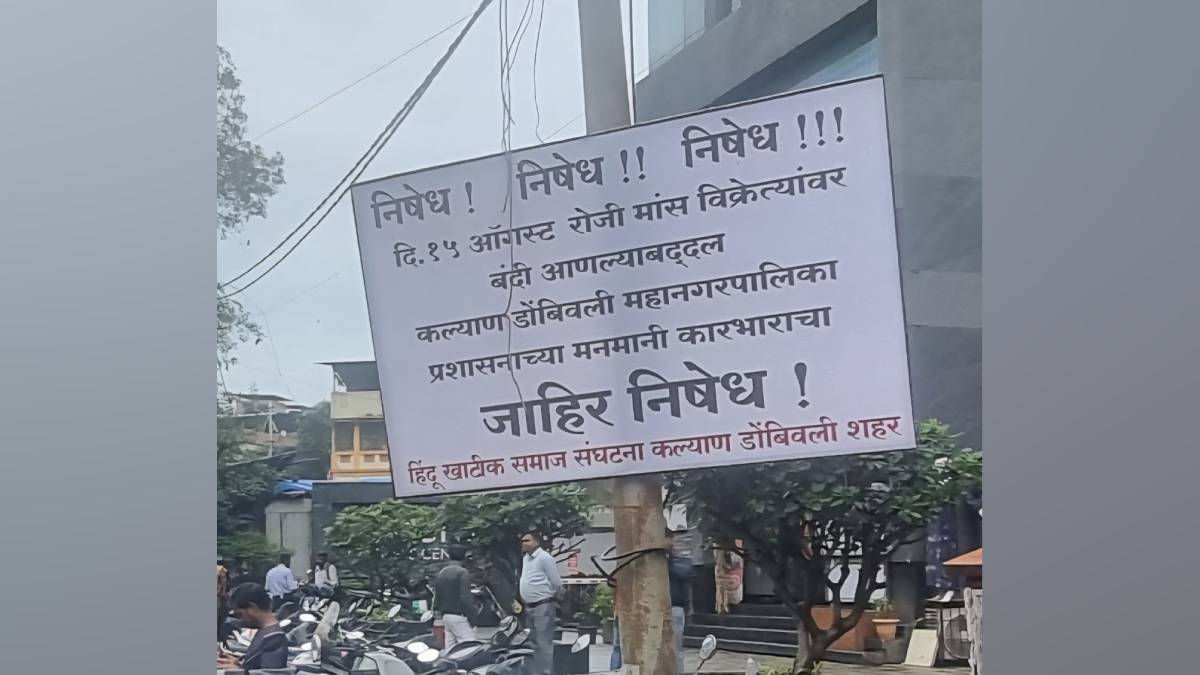 निषेध ! निषेध !! निषेध !!!
दि.१५ ऑगस्ट रोजी मांस विक्रेत्यांवर
बंदी आणल्याबद्दल
कल्याण डोंबिवली महानगरपालिका
प्रशासनाच्या मनमानी कारभाराचा
जाहिर निषेध !
हिंदू खाटीक समाज संघटना कल्याण डोंबिवली शहर